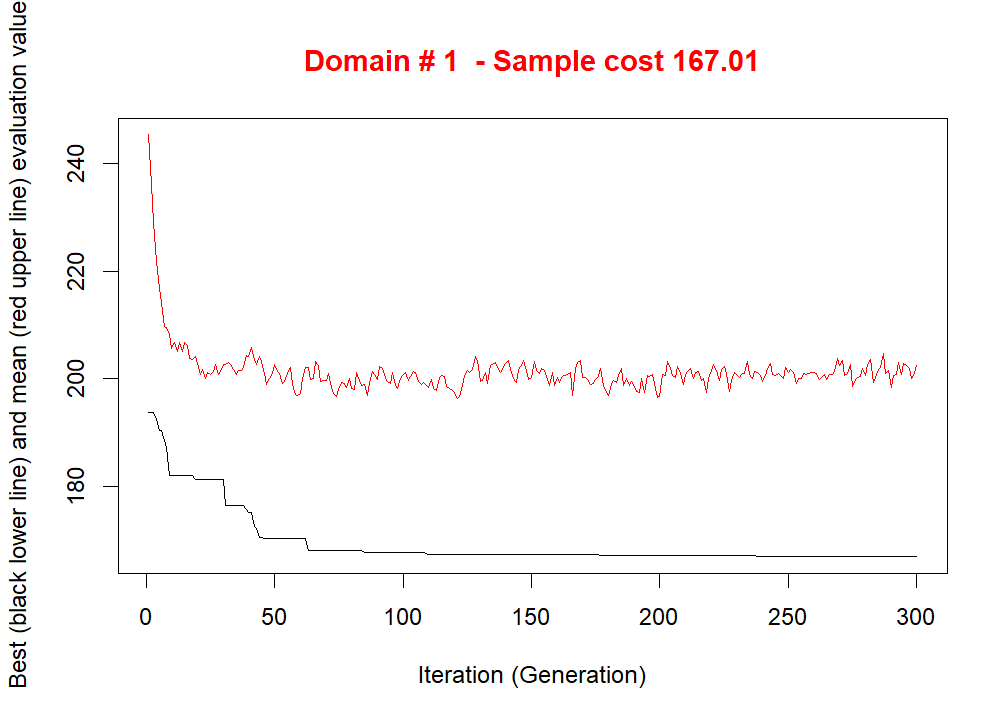 Domain # 1  - Sample cost 167.01
Best (black lower line) and mean (red upper line) evaluation value
240
220
200
180
0 50 100 150 200 250 300
Iteration (Generation)